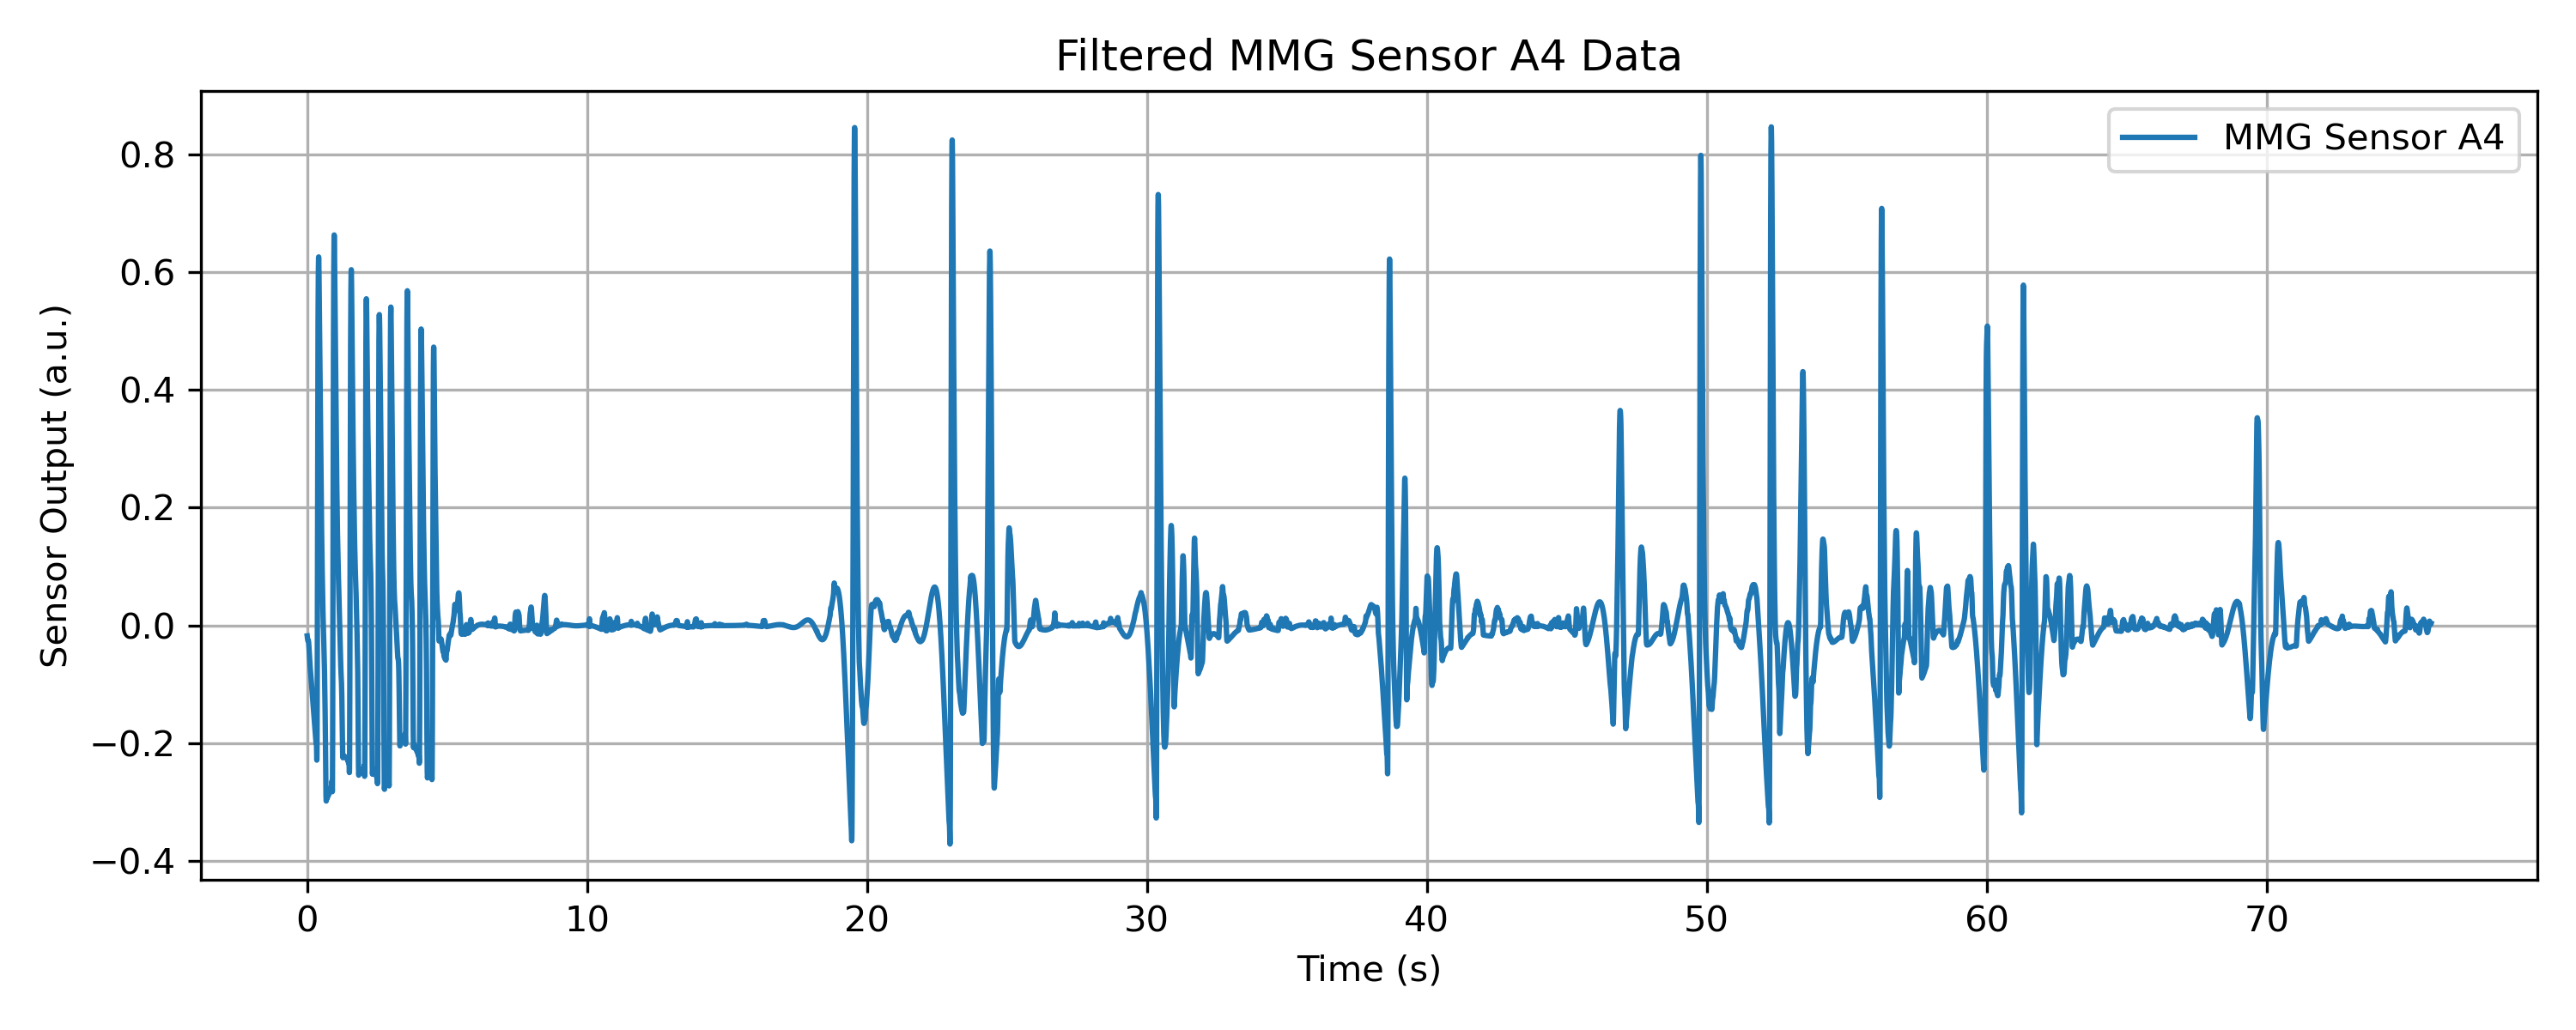 Filtered MMG Sensor A4 Data
MMG Sensor A4
Sensor Output (a.u.)
0.8
0.6
0.4
0.2
0.0
−0.2
−0.4
0 10 20 30 40 50 60 70
Time (s)